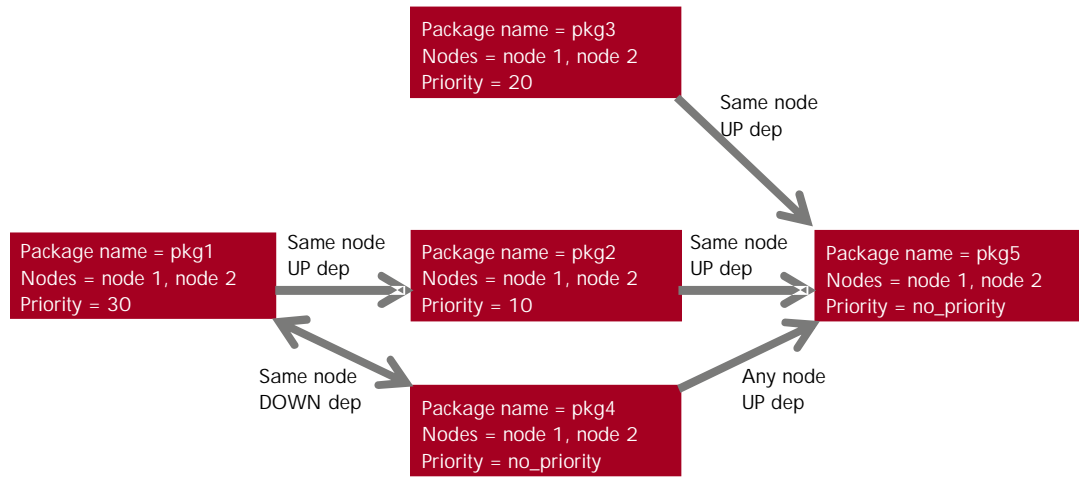 Package name = pkg3
Nodes = node 1, node 2
Priority = 20
Same node
UP dep
Package name = pkg1
Nodes = node 1, node 2
Priority = 30
Same node
UP dep
Package name = pkg2
Nodes = node 1, node 2
Priority = 10
Same node
UP dep
Package name = pkg5
Nodes = node 1, node 2
Priority = no_priority
Same node
DOWN dep
Package name = pkg4
Nodes = node 1, node 2
Priority = no_priority
Any node
UP dep